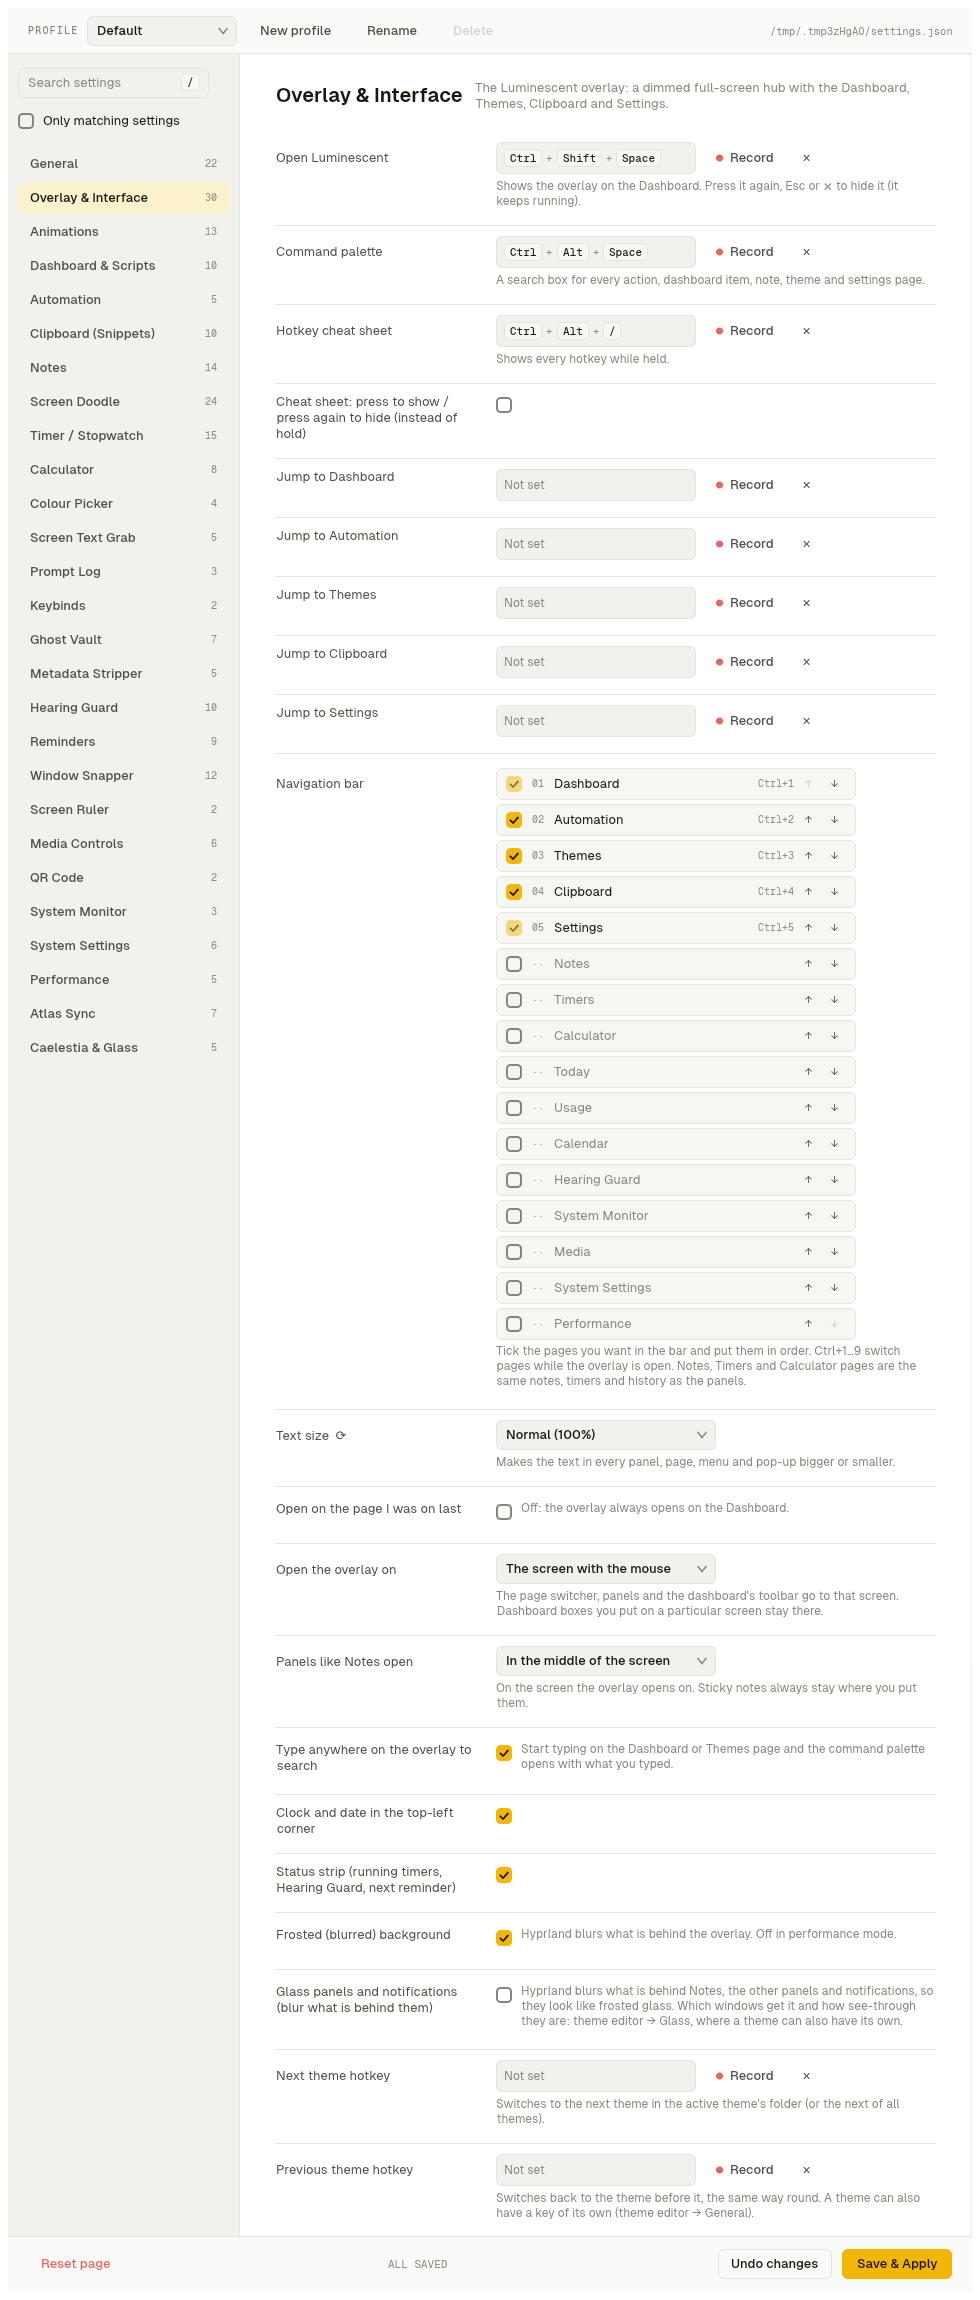 PROFILE Default New profile Rename Delete /tmp/.tmp3zHgAO/settings.json
Search settings /
Only matching settings
General 22
Overlay & Interface 30
Animations 13
Dashboard & Scripts 10
Automation 5
Clipboard (Snippets) 10
Notes 14
Screen Doodle 24
Timer / Stopwatch 15
Calculator 8
Colour Picker 4
Screen Text Grab 5
Prompt Log 3
Keybinds 2
Ghost Vault 7
Metadata Stripper 5
Hearing Guard 10
Reminders 9
Window Snapper 12
Screen Ruler 2
Media Controls 6
QR Code 2
System Monitor 3
System Settings 6
Performance 5
Atlas Sync 7
Caelestia & Glass 5
Overlay & Interface
The Luminescent overlay: a dimmed full-screen hub with the Dashboard,
Themes, Clipboard and Settings.
Open Luminescent Ctrl + Shift + Space Record ×
Shows the overlay on the Dashboard. Press it again, Esc or × to hide it (it
keeps running).
Command palette Ctrl + Alt + Space Record ×
A search box for every action, dashboard item, note, theme and settings page.
Hotkey cheat sheet Ctrl + Alt + / Record ×
Shows every hotkey while held.
Cheat sheet: press to show /
press again to hide (instead of
hold)
Jump to Dashboard Not set Record ×
Jump to Automation Not set Record ×
Jump to Themes Not set Record ×
Jump to Clipboard Not set Record ×
Jump to Settings Not set Record ×
Navigation bar
01 Dashboard Ctrl+1 ↑ ↓
02 Automation Ctrl+2 ↑ ↓
03 Themes Ctrl+3 ↑ ↓
04 Clipboard Ctrl+4 ↑ ↓
05 Settings Ctrl+5 ↑ ↓
-- Notes ↑ ↓
-- Timers ↑ ↓
-- Calculator ↑ ↓
-- Today ↑ ↓
-- Usage ↑ ↓
-- Calendar ↑ ↓
-- Hearing Guard ↑ ↓
-- System Monitor ↑ ↓
-- Media ↑ ↓
-- System Settings ↑ ↓
-- Performance ↑ ↓
Tick the pages you want in the bar and put them in order. Ctrl+1…9 switch
pages while the overlay is open. Notes, Timers and Calculator pages are the
same notes, timers and history as the panels.
Text size ⟳ Normal (100%)
Makes the text in every panel, page, menu and pop-up bigger or smaller.
Open on the page I was on last Off: the overlay always opens on the Dashboard.
Open the overlay on The screen with the mouse
The page switcher, panels and the dashboard's toolbar go to that screen.
Dashboard boxes you put on a particular screen stay there.
Panels like Notes open In the middle of the screen
On the screen the overlay opens on. Sticky notes always stay where you put
them.
Type anywhere on the overlay to
search
Start typing on the Dashboard or Themes page and the command palette
opens with what you typed.
Clock and date in the top-left
corner
Status strip (running timers,
Hearing Guard, next reminder)
Frosted (blurred) background Hyprland blurs what is behind the overlay. Off in performance mode.
Glass panels and notifications
(blur what is behind them)
Hyprland blurs what is behind Notes, the other panels and notifications, so
they look like frosted glass. Which windows get it and how see-through
they are: theme editor → Glass, where a theme can also have its own.
Next theme hotkey Not set Record ×
Switches to the next theme in the active theme's folder (or the next of all
themes).
Previous theme hotkey Not set Record ×
Switches back to the theme before it, the same way round. A theme can also
have a key of its own (theme editor → General).
Reset page ALL SAVED Undo changes Save & Apply